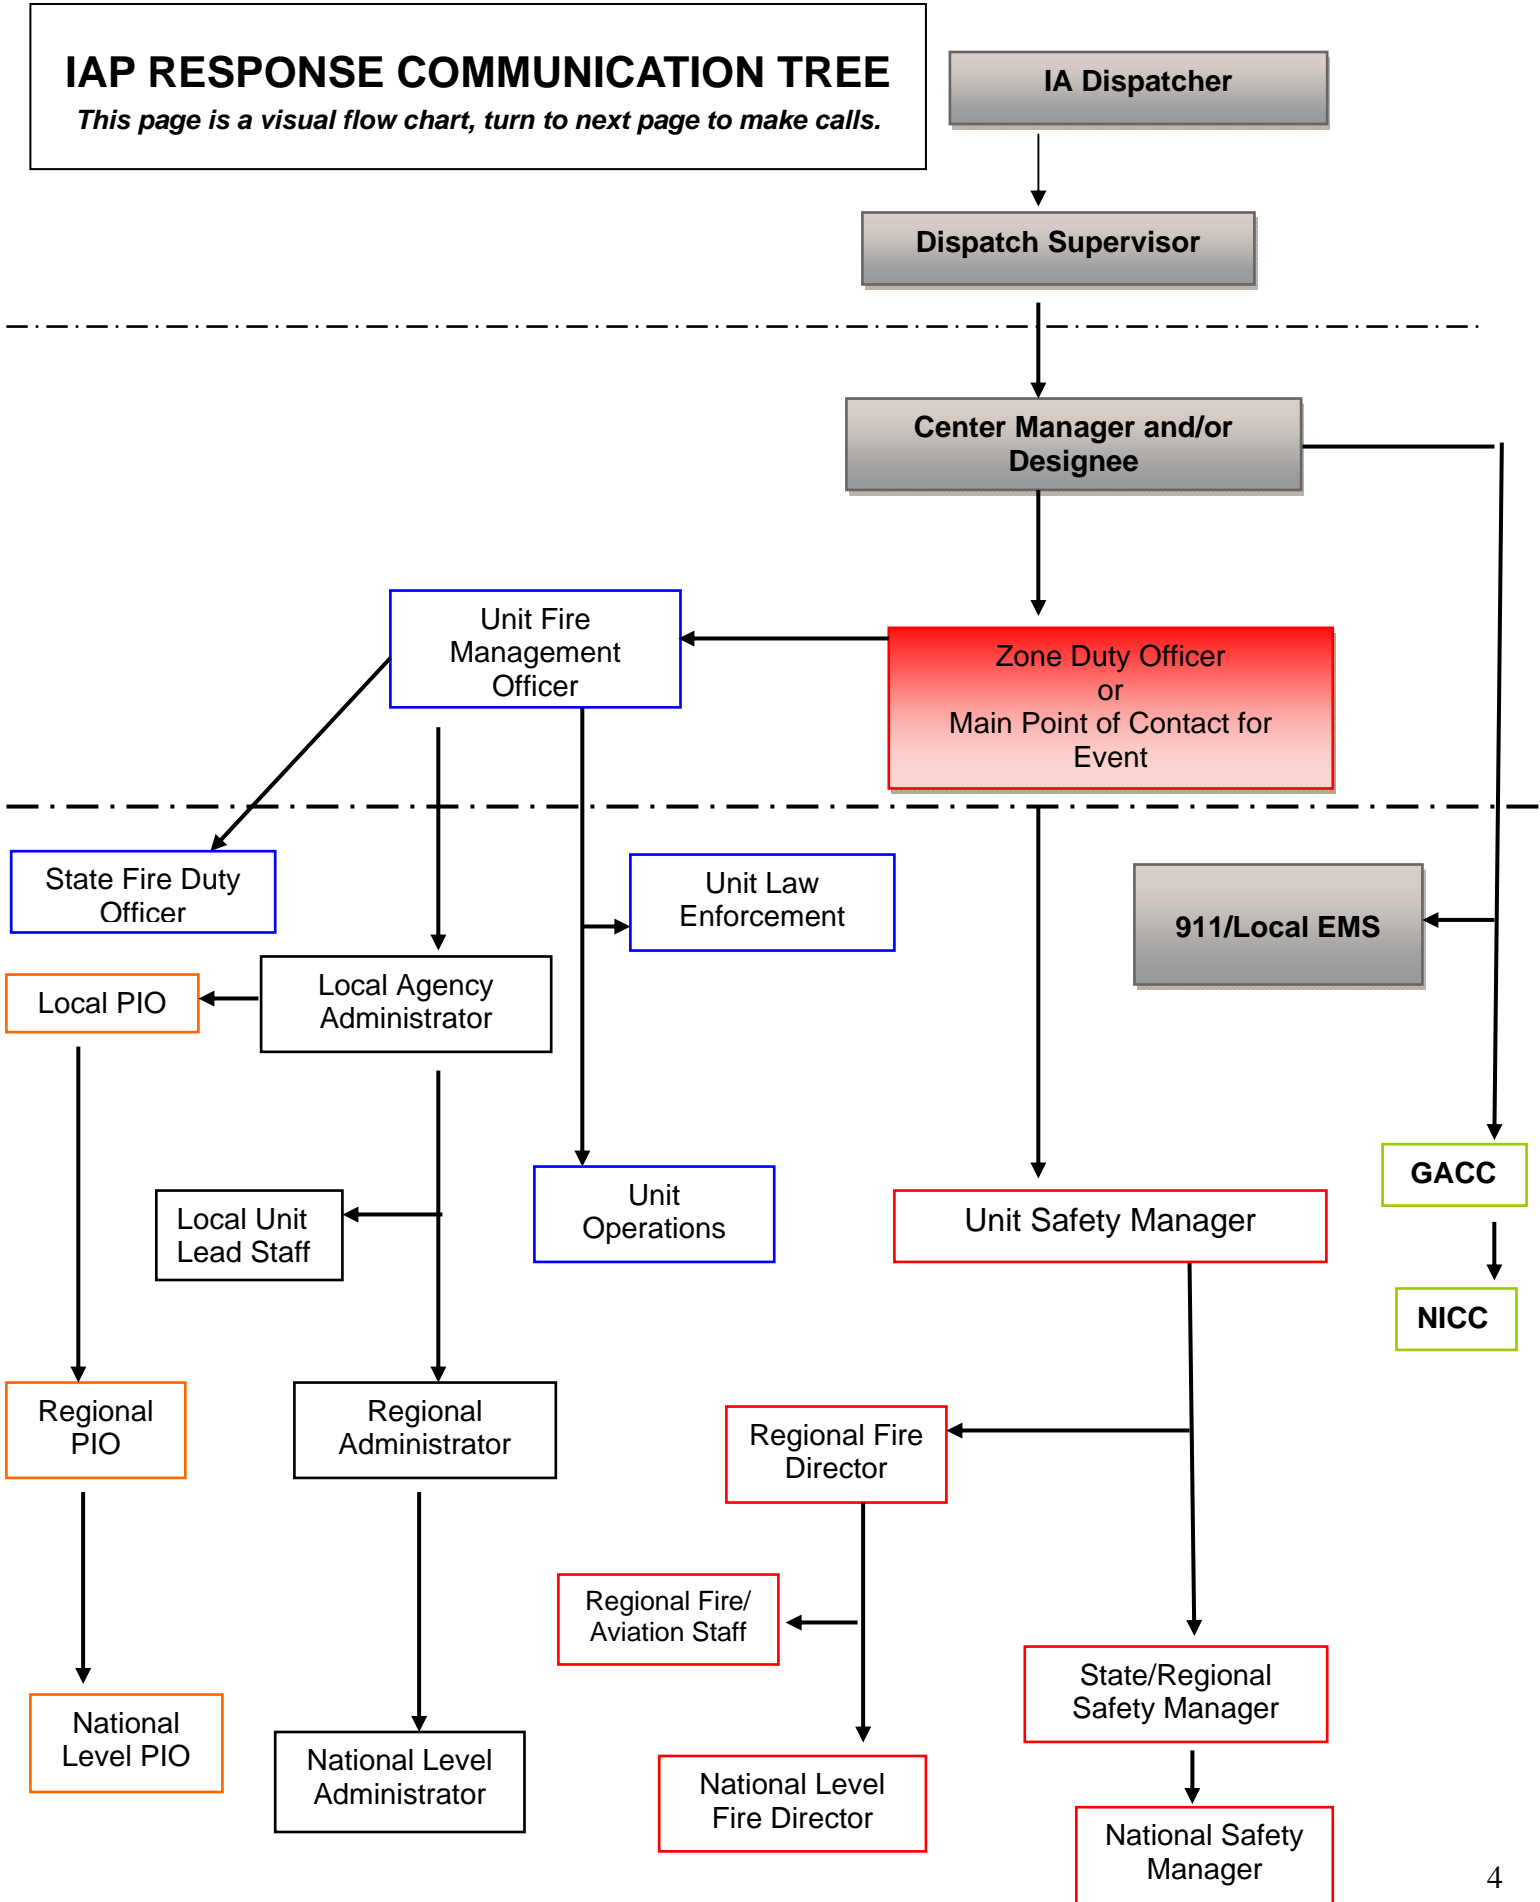 IAP RESPONSE COMMUNICATION TREE
This page is a visual flow chart, turn to next page to make calls.
IA Dispatcher
Dispatch Supervisor
Center Manager and/or
Designee
Unit Fire
Management
Officer
Zone Duty Officer
or
Main Point of Contact for
Event
State Fire Duty
Officer
Unit Law
Enforcement
911/Local EMS
Local PIO
Local Agency
Administrator
GACC
Local Unit
Lead Staff
Unit
Operations
Unit Safety Manager
NICC
Regional
PIO
Regional
Administrator
Regional Fire
Director
Regional Fire/
Aviation Staff
State/Regional
Safety Manager
National
Level PIO
National Level
Administrator
National Level
Fire Director
National Safety
Manager
4